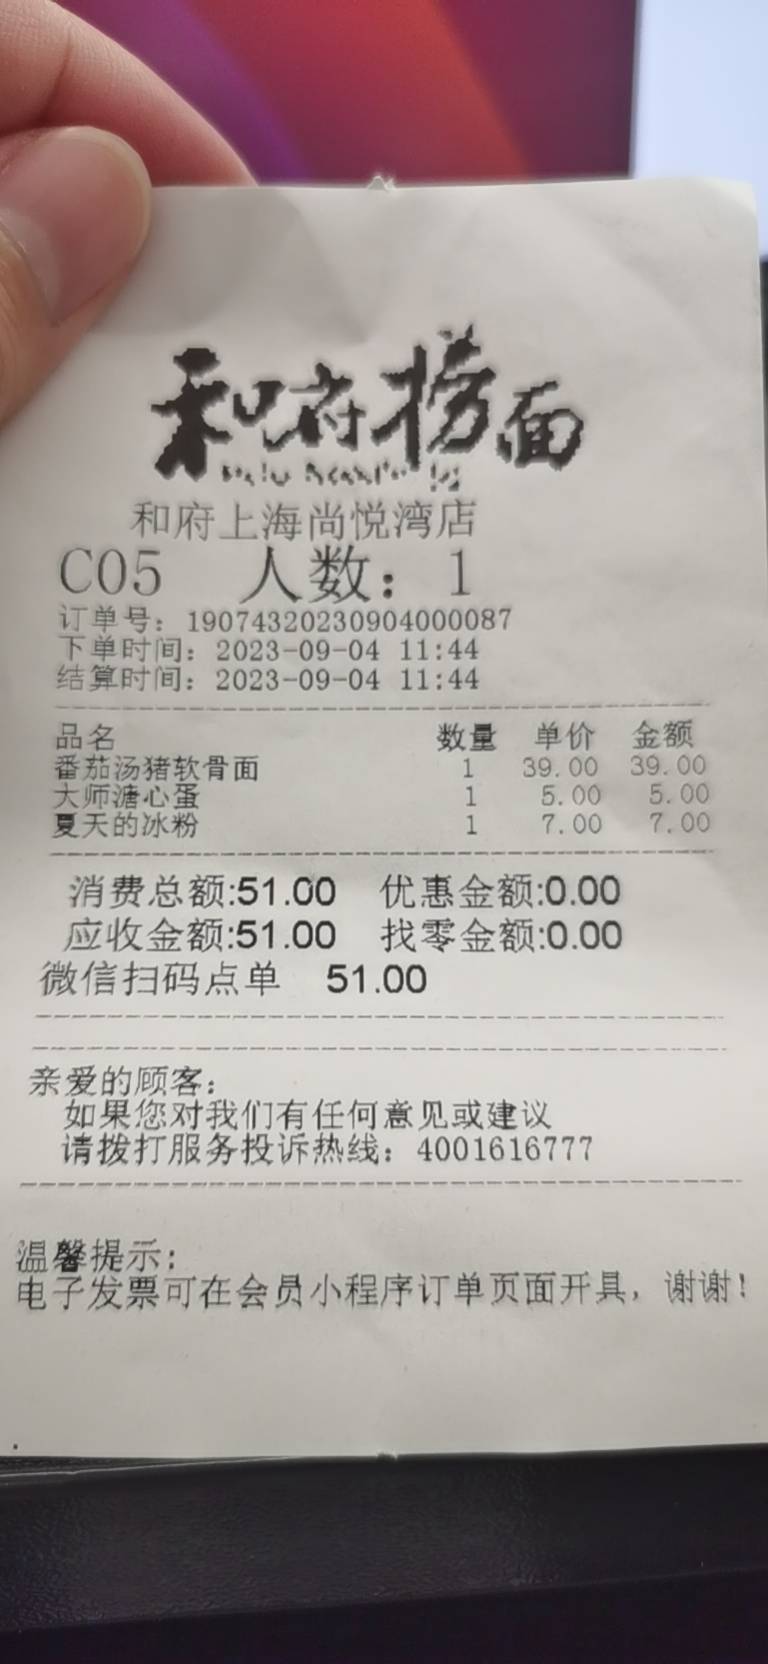 和府捞面
和府上海尚悦湾店
C05 人数：1
订单号：19074320230904000087
下单时间：2023-09-04 11:44
结算时间：2023-09-04 11:44
品名 数量 单价 金额
番茄汤猪软骨面 1 39.00 39.00
大师溏心蛋 1 5.00 5.00
夏天的冰粉 1 7.00 7.00
消费总额:51.00 优惠金额:0.00
应收金额:51.00 找零金额:0.00
微信扫码点单 51.00
亲爱的顾客：
如果您对我们有任何意见或建议
请拨打服务投诉热线：4001616777
温馨提示：
电子发票可在会员小程序订单页面开具，谢谢！